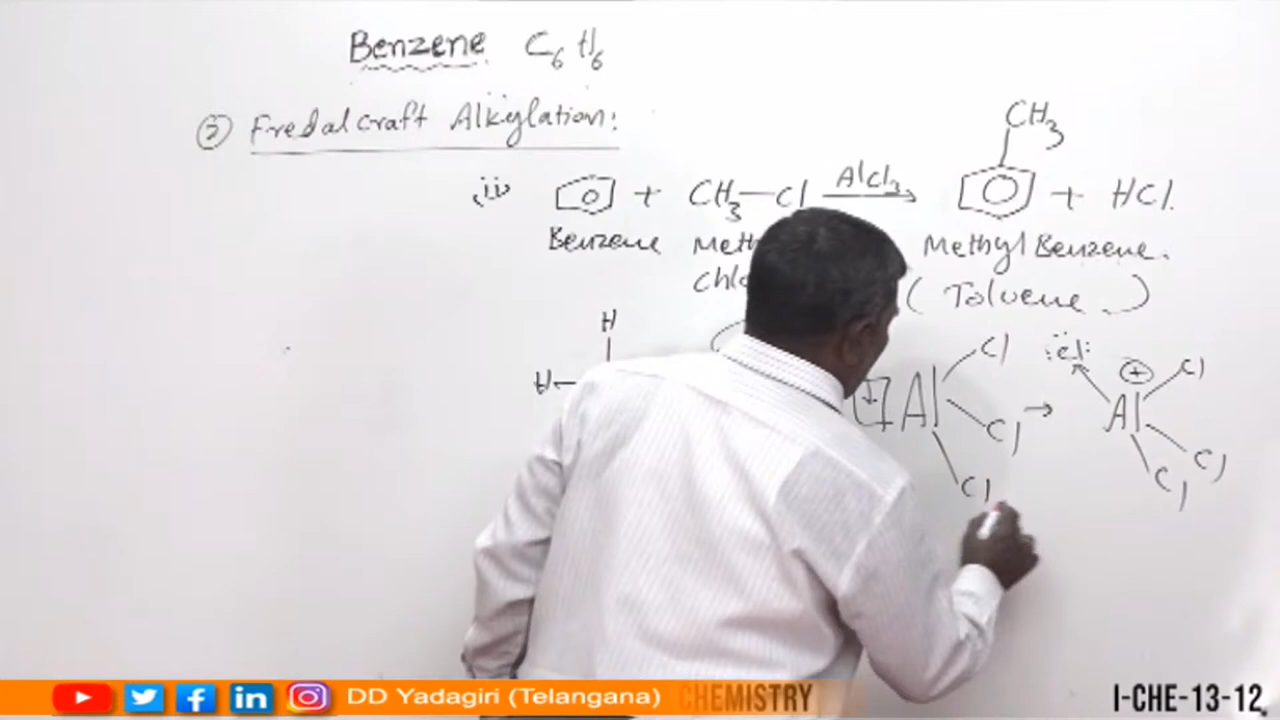 Benzene C6H6
③ Fredalcraft Alkylation:
ii) + CH3—Cl AlCl3 → CH3 + HCl.
Benzene Methyl Benzene.
( Toluene )
H
H—
Al Cl Cl Cl → :Cl: Al + Cl Cl Cl
DD Yadagiri (Telangana) CHEMISTRY I-CHE-13-12